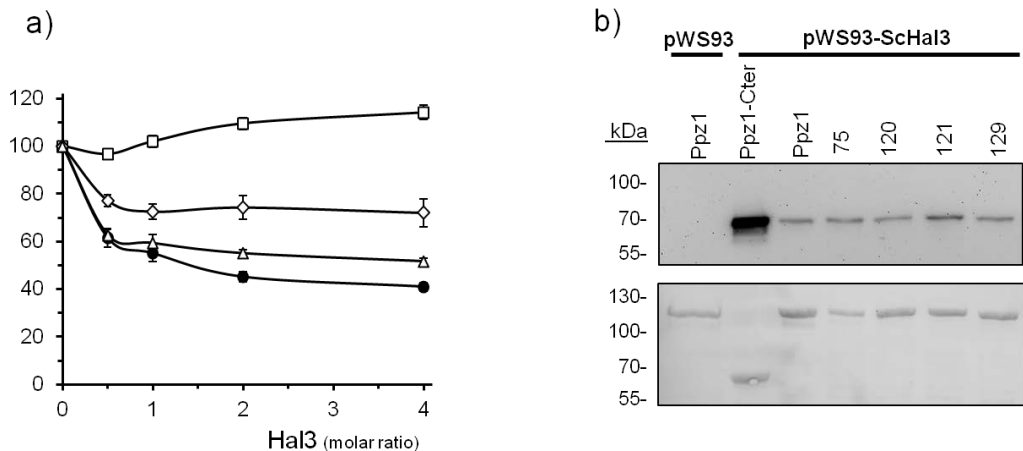 a)
120
100
80
60
40
20
0
0 1 2 3 4
Hal3 (molar ratio)
b)
pWS93 pWS93-ScHal3
kDa Ppz1 Ppz1-Cter Ppz1 75 120 121 129
100-
70-
55-
130-
100-
70-
55-